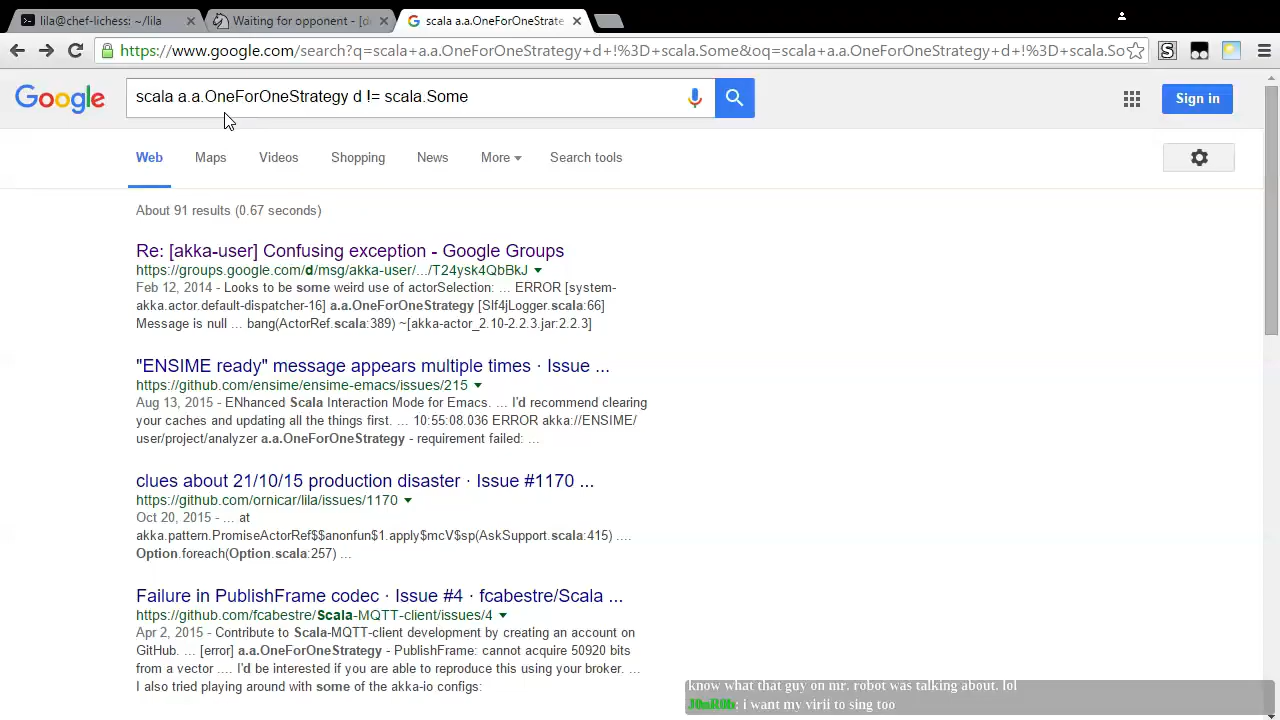 lila@chef-lichess: ~/lila
Waiting for opponent - [d
scala a.a.OneForOneStrate
https://www.google.com/search?q=scala+a.a.OneForOneStrategy+d+!%3D+scala.Some&oq=scala+a.a.OneForOneStrategy+d+!%3D+scala.So
Google
scala a.a.OneForOneStrategy d != scala.Some
Sign in
Web Maps Videos Shopping News More Search tools
About 91 results (0.67 seconds)
Re: [akka-user] Confusing exception - Google Groups
https://groups.google.com/d/msg/akka-user/.../T24ysk4QbBkJ
Feb 12, 2014 - Looks to be some weird use of actorSelection: ... ERROR [system-
akka.actor.default-dispatcher-16] a.a.OneForOneStrategy [Slf4jLogger.scala:66]
Message is null ... bang(ActorRef.scala:389) ~[akka-actor_2.10-2.2.3.jar:2.2.3]
"ENSIME ready" message appears multiple times · Issue ...
https://github.com/ensime/ensime-emacs/issues/215
Aug 13, 2015 - ENhanced Scala Interaction Mode for Emacs. ... I'd recommend clearing
your caches and updating all the things first. ... 10:55:08.036 ERROR akka://ENSIME/
user/project/analyzer a.a.OneForOneStrategy - requirement failed: ...
clues about 21/10/15 production disaster · Issue #1170 ...
https://github.com/ornicar/lila/issues/1170
Oct 20, 2015 - ... at
akka.pattern.PromiseActorRef$$anonfun$1.apply$mcV$sp(AskSupport.scala:415) ....
Option.foreach(Option.scala:257) ...
Failure in PublishFrame codec · Issue #4 · fcabestre/Scala ...
https://github.com/fcabestre/Scala-MQTT-client/issues/4
Apr 2, 2015 - Contribute to Scala-MQTT-client development by creating an account on
GitHub. ... [error] a.a.OneForOneStrategy - PublishFrame: cannot acquire 50920 bits
from a vector .... I'd be interested if you are able to reproduce this using your broker. ...
I also tried playing around with some of the akka-io configs:
know what that guy on mr. robot was talking about. lol
J0nR0b: i want my virii to sing too